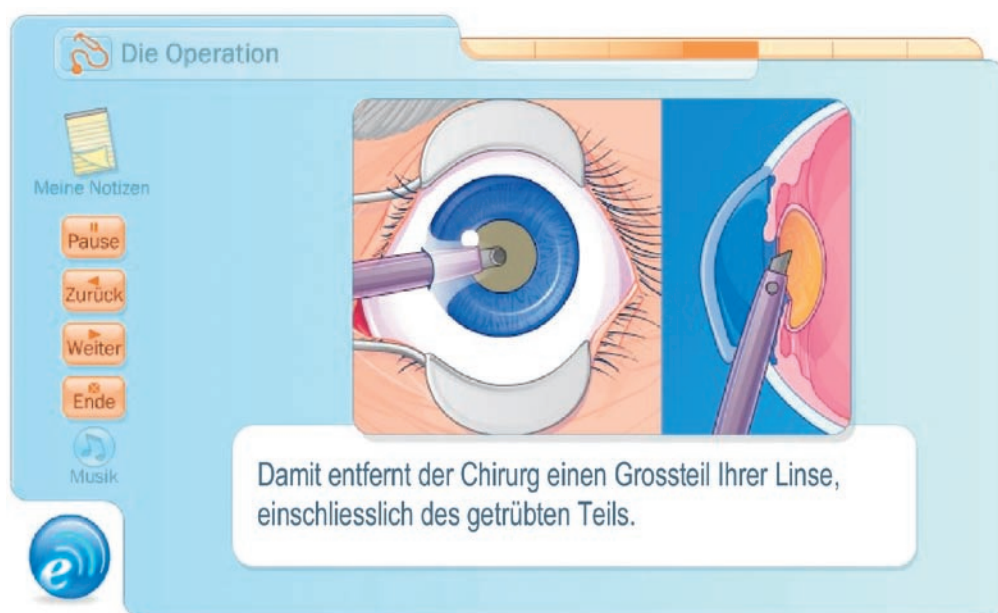 Die Operation
Meine Notizen
Pause
Zurück
Weiter
Ende
Musik
Damit entfernt der Chirurg einen Grossteil Ihrer Linse,
einschliesslich des getrübten Teils.
e